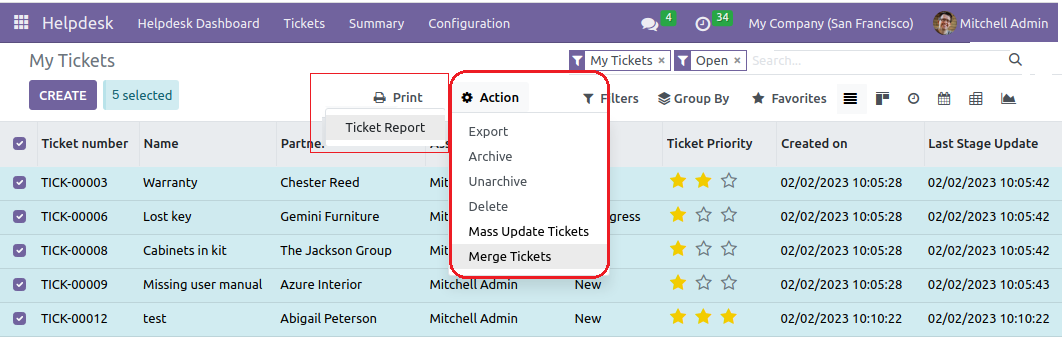 Helpdesk Helpdesk Dashboard Tickets Summary Configuration 4 34 My Company (San Francisco) Mitchell Admin
My Tickets My Tickets × Open × Search...
CREATE 5 selected Print Action Filters Group By Favorites
Ticket Report
Export
Archive
Unarchive
Delete
Mass Update Tickets
Merge Tickets
Ticket number Name Partne Ass Ticket Priority Created on Last Stage Update
TICK-00003 Warranty Chester Reed Mitch 02/02/2023 10:05:28 02/02/2023 10:05:42
TICK-00006 Lost key Gemini Furniture Mitch gress 02/02/2023 10:05:28 02/02/2023 10:05:42
TICK-00008 Cabinets in kit The Jackson Group Mitch 02/02/2023 10:05:28 02/02/2023 10:05:42
TICK-00009 Missing user manual Azure Interior Mitchell Admin New 02/02/2023 10:05:28 02/02/2023 10:05:43
TICK-00012 test Abigail Peterson Mitchell Admin New 02/02/2023 10:10:22 02/02/2023 10:10:22